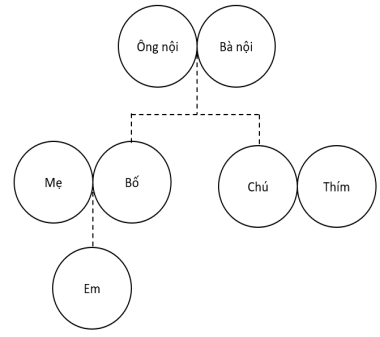 Ông nội
Bà nội
Mẹ
Bố
Chú
Thím
Em